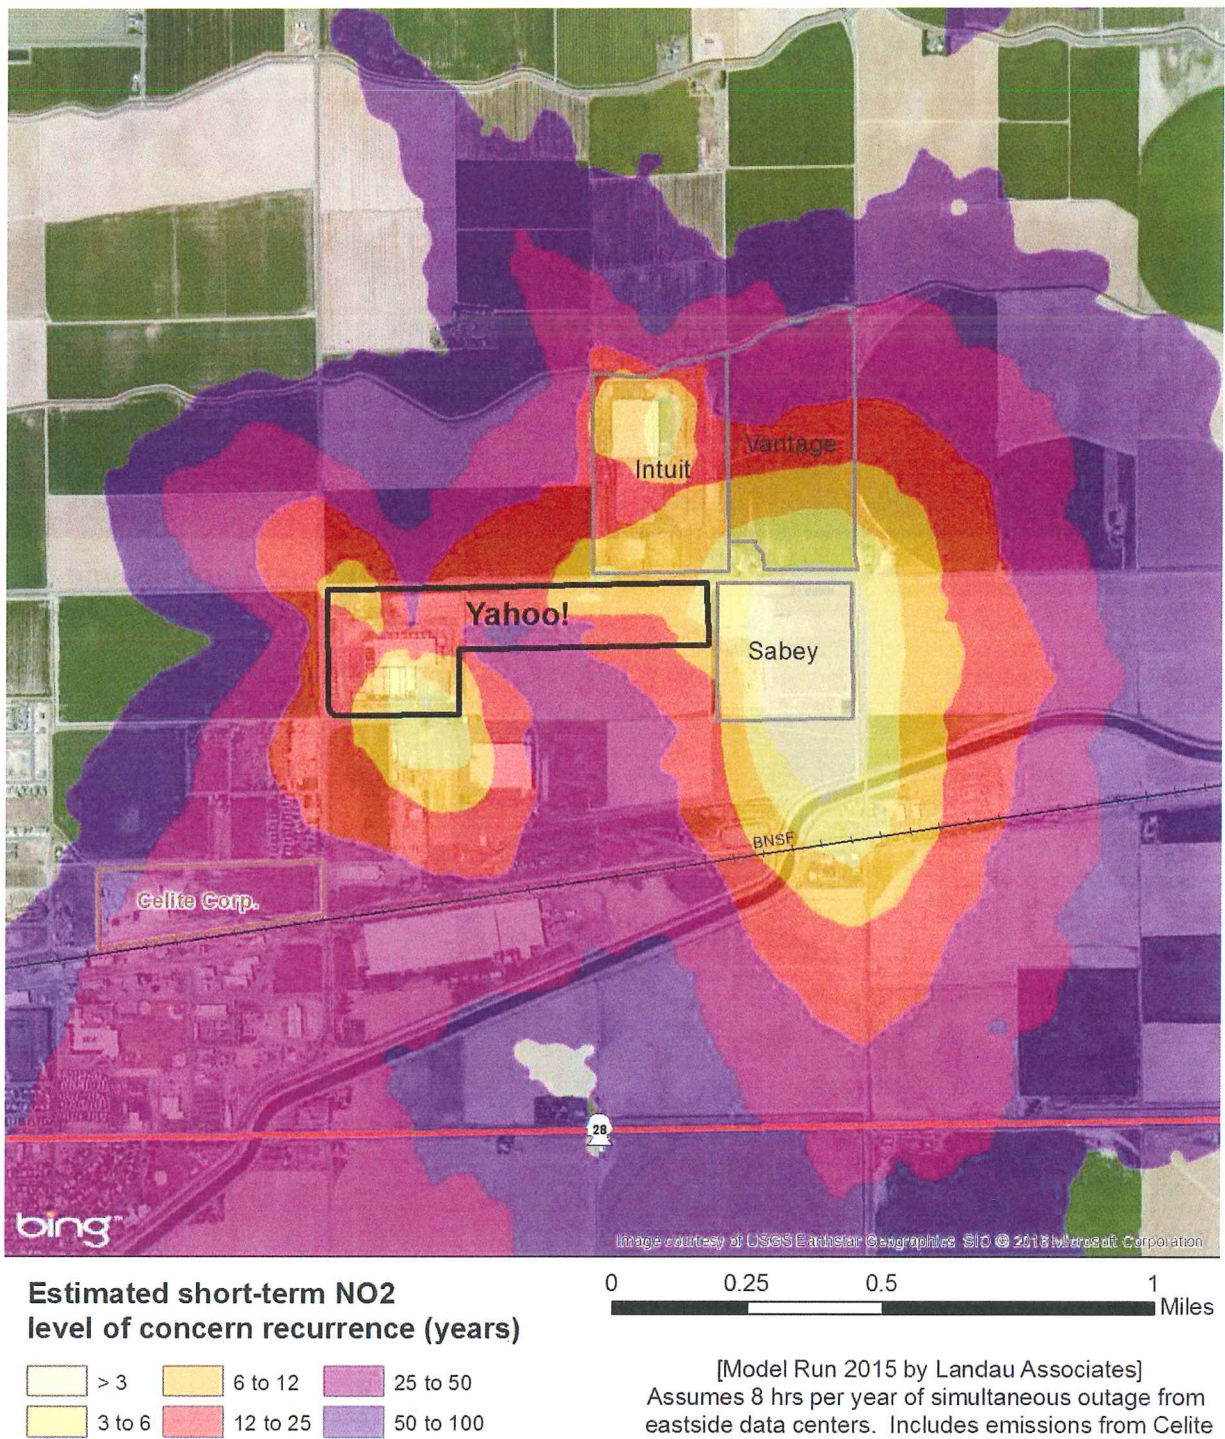 Intuit
Vantage
Yahoo!
Sabey
BNSF
Celite Corp.
28
bing™
Image courtesy of USGS Earthstar Geographics SIO © 2015 Microsoft Corporation
Estimated short-term NO2
level of concern recurrence (years)
> 3
6 to 12
25 to 50
3 to 6
12 to 25
50 to 100
0 0.25 0.5 1
Miles
[Model Run 2015 by Landau Associates]
Assumes 8 hrs per year of simultaneous outage from
eastside data centers. Includes emissions from Celite